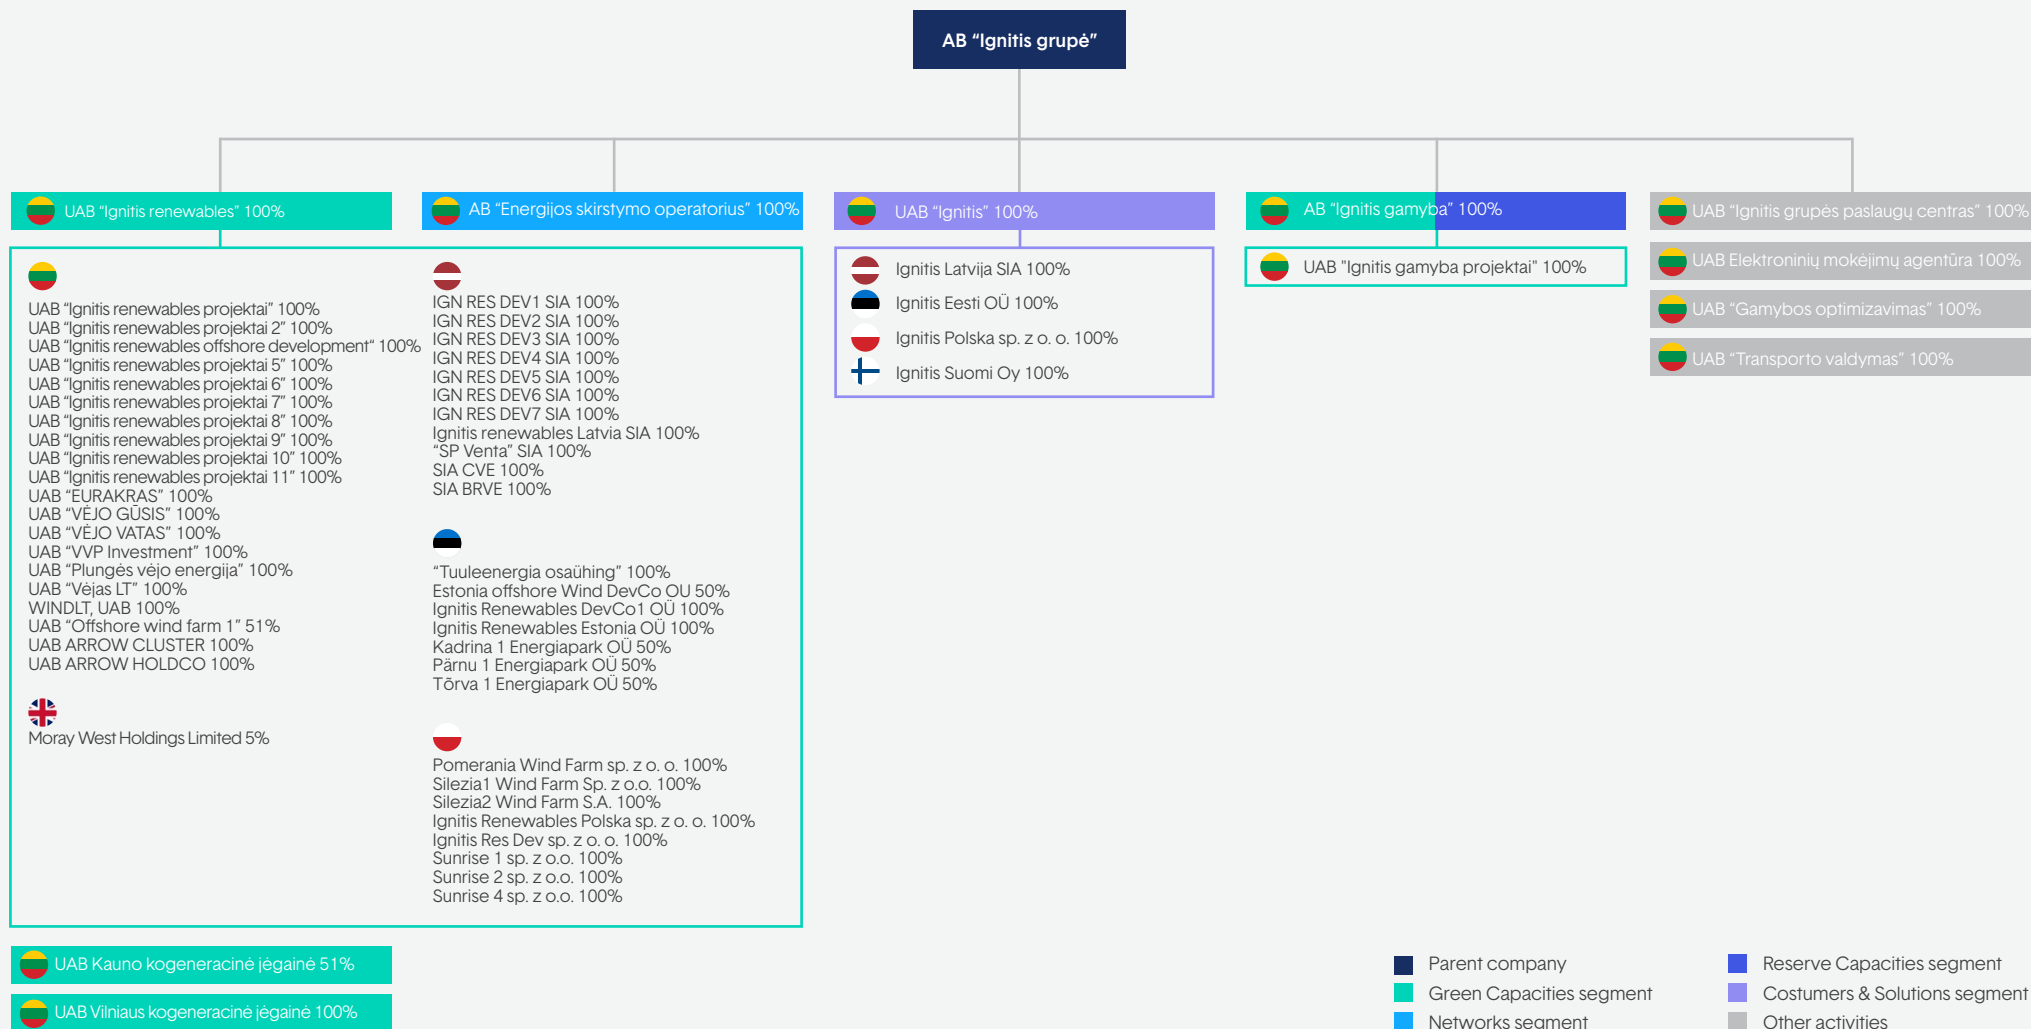 AB “Ignitis grupė”
UAB “Ignitis renewables” 100%
UAB “Ignitis renewables projektai” 100%
UAB “Ignitis renewables projektai 2” 100%
UAB “Ignitis renewables offshore development“ 100%
UAB “Ignitis renewables projektai 5” 100%
UAB “Ignitis renewables projektai 6” 100%
UAB “Ignitis renewables projektai 7” 100%
UAB “Ignitis renewables projektai 8” 100%
UAB “Ignitis renewables projektai 9” 100%
UAB “Ignitis renewables projektai 10” 100%
UAB “Ignitis renewables projektai 11” 100%
UAB “EURAKRAS” 100%
UAB “VĖJO GŪSIS” 100%
UAB “VĖJO VATAS” 100%
UAB “VVP Investment” 100%
UAB “Plungės vėjo energija” 100%
UAB “Vėjas LT” 100%
WINDLT, UAB 100%
UAB “Offshore wind farm 1” 51%
UAB ARROW CLUSTER 100%
UAB ARROW HOLDCO 100%
Moray West Holdings Limited 5%
IGN RES DEV1 SIA 100%
IGN RES DEV2 SIA 100%
IGN RES DEV3 SIA 100%
IGN RES DEV4 SIA 100%
IGN RES DEV5 SIA 100%
IGN RES DEV6 SIA 100%
IGN RES DEV7 SIA 100%
Ignitis renewables Latvia SIA 100%
“SP Venta” SIA 100%
SIA CVE 100%
SIA BRVE 100%
“Tuuleenergia osaühing” 100%
Estonia offshore Wind DevCo OU 50%
Ignitis Renewables DevCo1 OÜ 100%
Ignitis Renewables Estonia OÜ 100%
Kadrina 1 Energiapark OÜ 50%
Pärnu 1 Energiapark OÜ 50%
Tõrva 1 Energiapark OÜ 50%
Pomerania Wind Farm sp. z o. o. 100%
Silezia1 Wind Farm Sp. z o.o. 100%
Silezia2 Wind Farm S.A. 100%
Ignitis Renewables Polska sp. z o. o. 100%
Ignitis Res Dev sp. z o. o. 100%
Sunrise 1 sp. z o.o. 100%
Sunrise 2 sp. z o.o. 100%
Sunrise 4 sp. z o.o. 100%
UAB Kauno kogeneracinė jėgainė 51%
UAB Vilniaus kogeneracinė jėgainė 100%
AB “Energijos skirstymo operatorius” 100%
UAB “Ignitis” 100%
Ignitis Latvija SIA 100%
Ignitis Eesti OÜ 100%
Ignitis Polska sp. z o. o. 100%
Ignitis Suomi Oy 100%
AB “Ignitis gamyba” 100%
UAB "Ignitis gamyba projektai" 100%
UAB “Ignitis grupės paslaugų centras” 100%
UAB Elektroninių mokėjimų agentūra 100%
UAB “Gamybos optimizavimas” 100%
UAB “Transporto valdymas” 100%
Parent company
Green Capacities segment
Networks segment
Reserve Capacities segment
Costumers & Solutions segment
Other activities